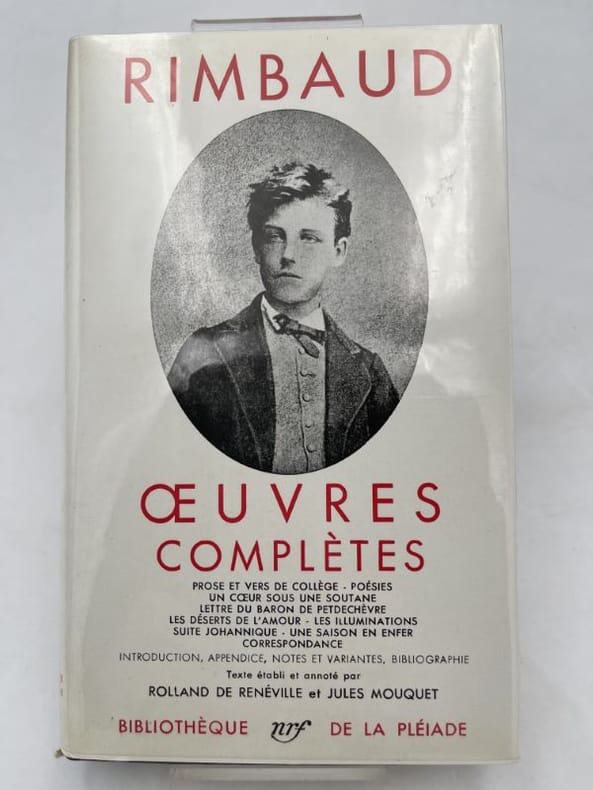 RIMBAUD
ŒUVRES
COMPLÈTES
PROSE ET VERS DE COLLÈGE - POÉSIES
UN CŒUR SOUS UNE SOUTANE
LETTRE DU BARON DE PETDECHÈVRE
LES DÉSERTS DE L'AMOUR - LES ILLUMINATIONS
SUITE JOHANNIQUE - UNE SAISON EN ENFER
CORRESPONDANCE
INTRODUCTION, APPENDICE, NOTES ET VARIANTES, BIBLIOGRAPHIE
Texte établi et annoté par
ROLLAND DE RENÉVILLE et JULES MOUQUET
BIBLIOTHÈQUE nrf DE LA PLÉIADE